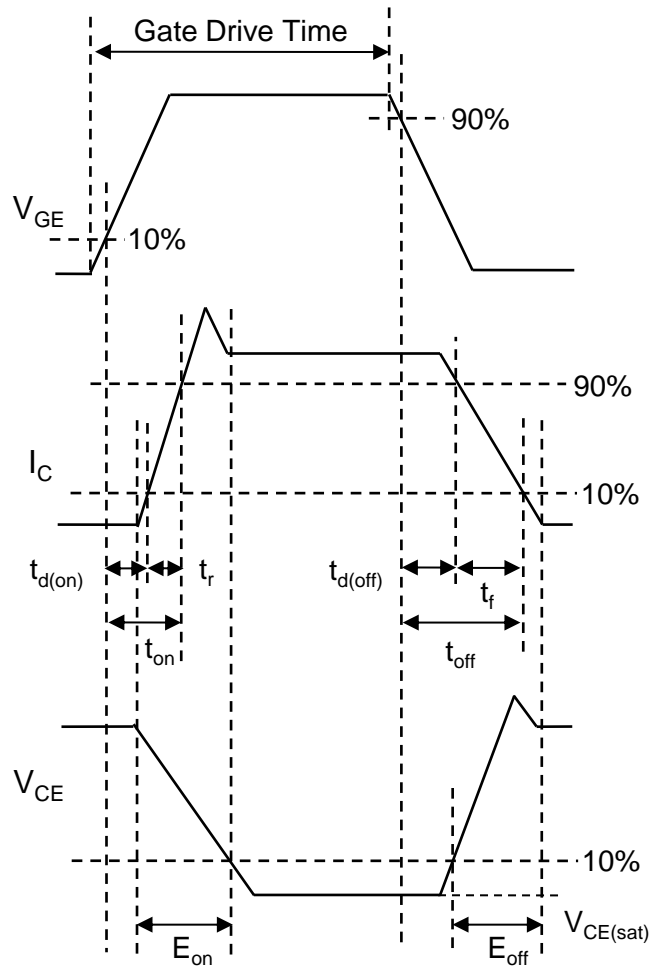 Gate Drive Time
90%
V_GE
10%
90%
I_C
10%
t_d(on)
t_r
t_d(off)
t_f
t_on
t_off
V_CE
10%
V_CE(sat)
E_on
E_off